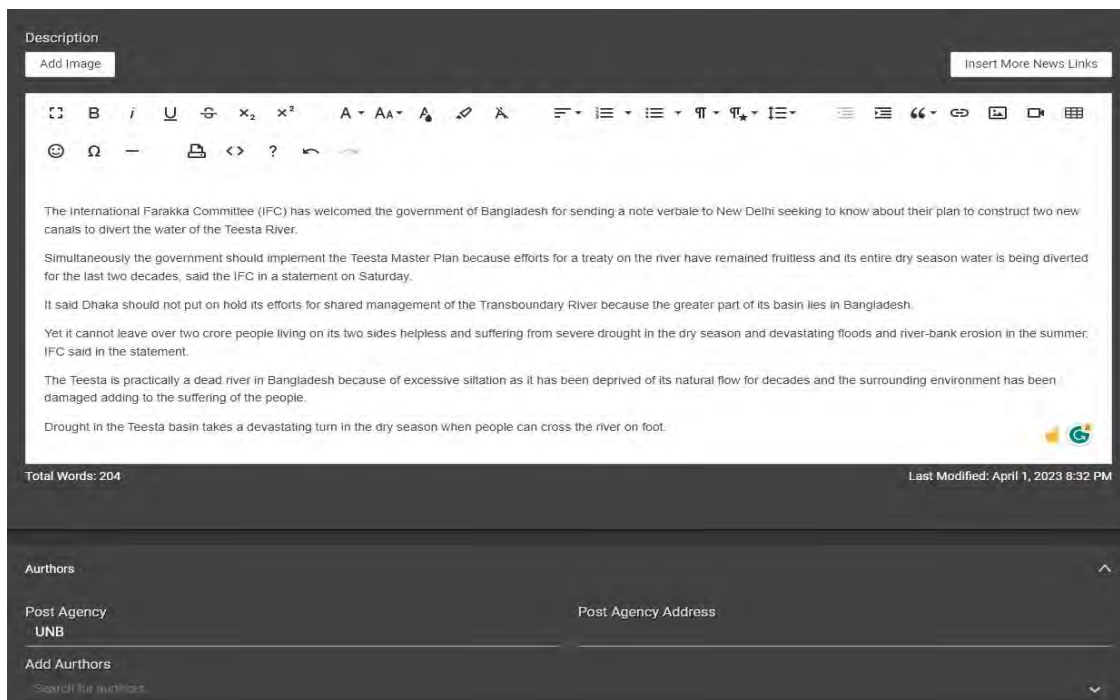 Description
Add Image
Insert More News Links
B i U S x₂ x²
A AA A
66
Ω — <> ?
The International Farakka Committee (IFC) has welcomed the government of Bangladesh for sending a note verbale to New Delhi seeking to know about their plan to construct two new
canals to divert the water of the Teesta River.
Simultaneously the government should implement the Teesta Master Plan because efforts for a treaty on the river have remained fruitless and its entire dry season water is being diverted
for the last two decades, said the IFC in a statement on Saturday.
It said Dhaka should not put on hold its efforts for shared management of the Transboundary River because the greater part of its basin lies in Bangladesh.
Yet it cannot leave over two crore people living on its two sides helpless and suffering from severe drought in the dry season and devastating floods and river-bank erosion in the summer.
IFC said in the statement.
The Teesta is practically a dead river in Bangladesh because of excessive siltation as it has been deprived of its natural flow for decades and the surrounding environment has been
damaged adding to the suffering of the people.
Drought in the Teesta basin takes a devastating turn in the dry season when people can cross the river on foot.
Total Words: 204
Last Modified: April 1, 2023 8:32 PM
Aurthors
Post Agency
Post Agency Address
UNB
Add Aurthors
Search for aurthors